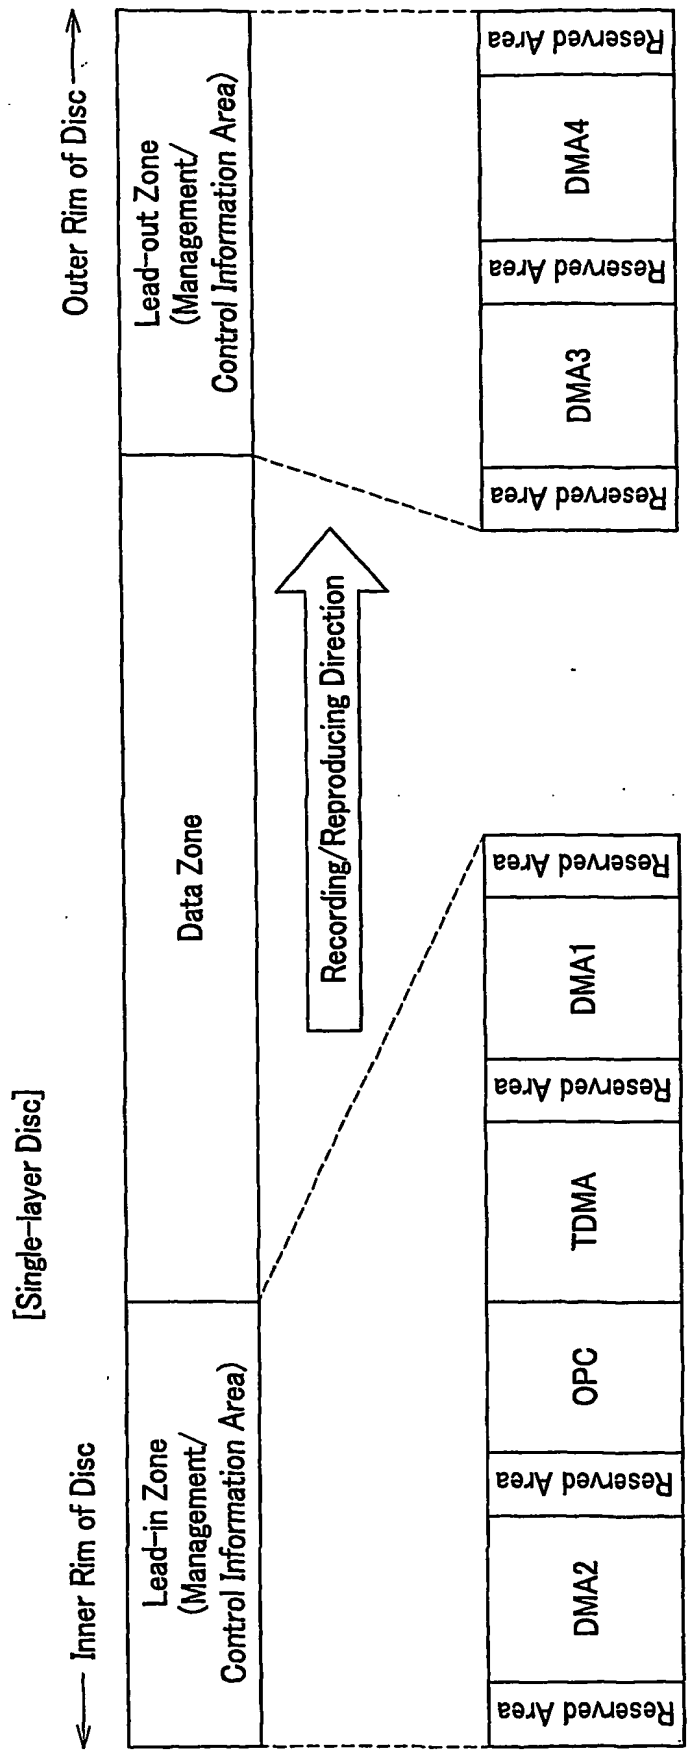 [Single-layer Disc]
Inner Rim of Disc
Outer Rim of Disc
Lead-in Zone
(Management/
Control Information Area)
Data Zone
Lead-out Zone
(Management/
Control Information Area)
Recording/Reproducing Direction
Reserved Area
DMA2
Reserved Area
OPC
TDMA
Reserved Area
DMA1
Reserved Area
Reserved Area
DMA3
Reserved Area
DMA4
Reserved Area